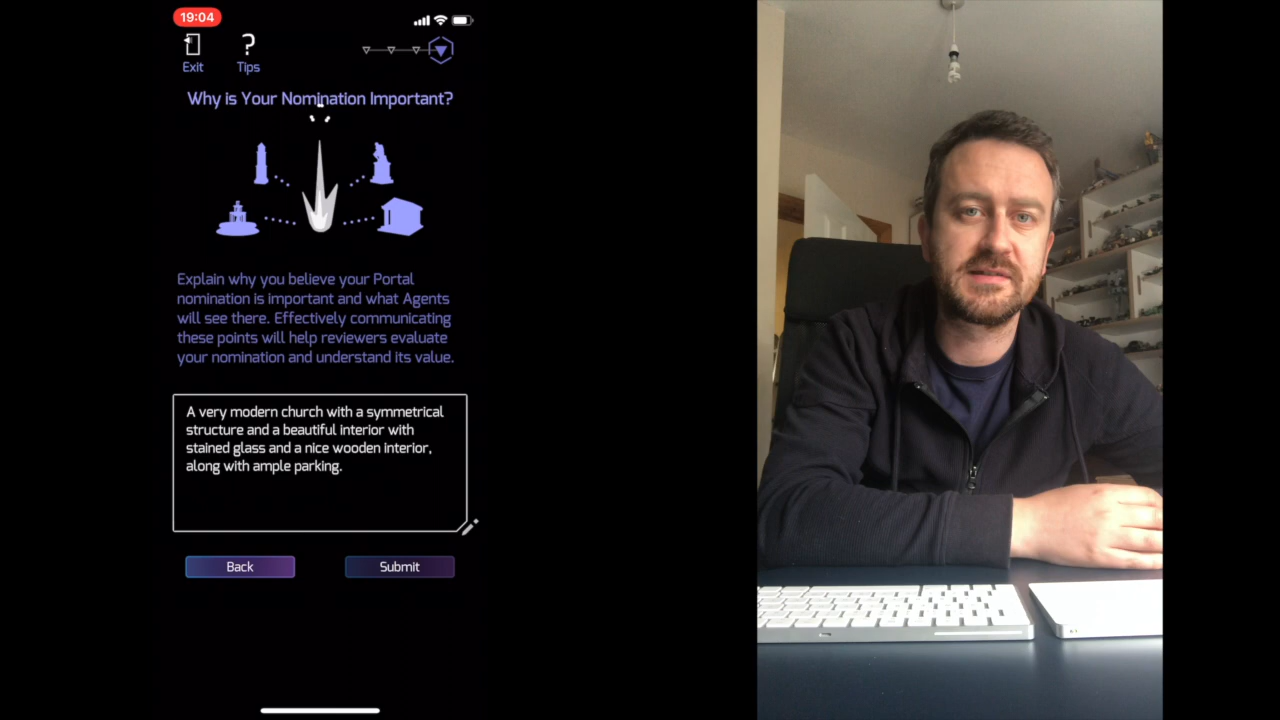 19:04
Exit
Tips
Why is Your Nomination Important?
Explain why you believe your Portal
nomination is important and what Agents
will see there. Effectively communicating
these points will help reviewers evaluate
your nomination and understand its value.
A very modern church with a symmetrical
structure and a beautiful interior with
stained glass and a nice wooden interior,
along with ample parking.
Back
Submit